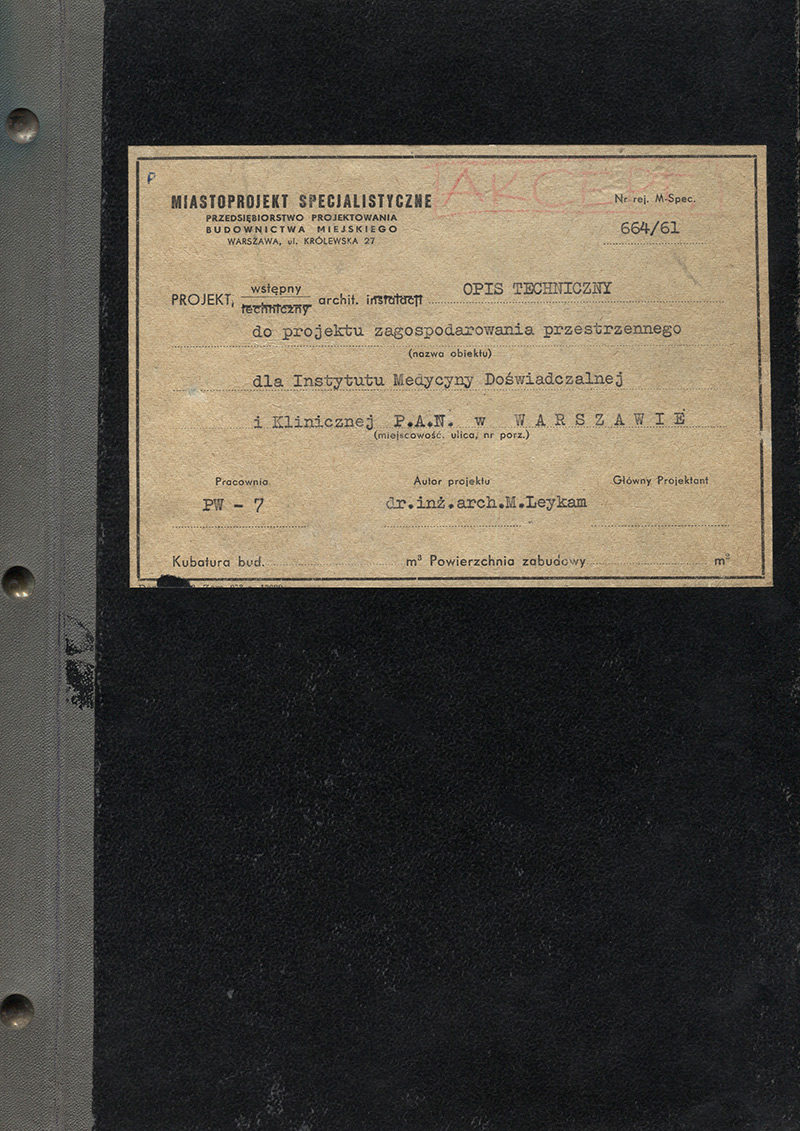 P
AKCEPT
MIASTOPROJEKT SPECJALISTYCZNE
PRZEDSIĘBIORSTWO PROJEKTOWANIA
BUDOWNICTWA MIEJSKIEGO
WARSZAWA, ul. KRÓLEWSKA 27
Nr rej. M-Spec.
664/61
wstępny
PROJEKT, techniczny archit. instalacji OPIS TECHNICZNY
do projektu zagospodarowania przestrzennego
(nazwa obiektu)
dla Instytutu Medycyny Doświadczalnej
i Klinicznej P.A.N. w W A R S Z A W I E
(miejscowość, ulica, nr porz.)
Pracownia Autor projektu Główny Projektant
PW - 7 dr.inż.arch.M.Leykam
Kubatura bud. m³ Powierzchnia zabudowy m²